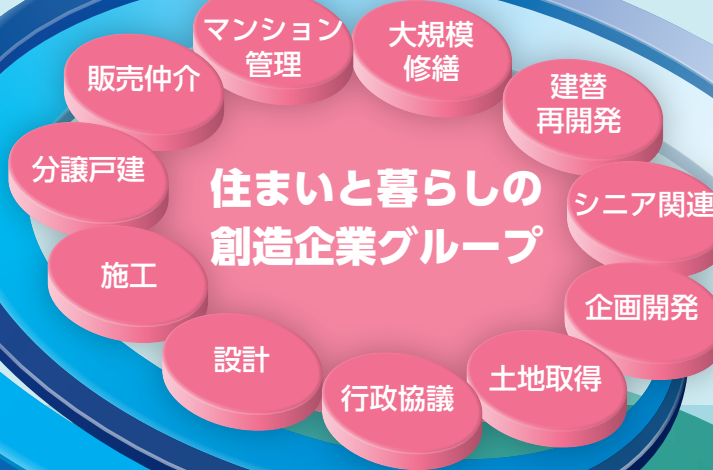 マンション
管理
大規模
修繕
販売仲介
建替
再開発
分譲戸建
住まいと暮らしの
創造企業グループ
シニア関連
施工
企画開発
設計
土地取得
行政協議